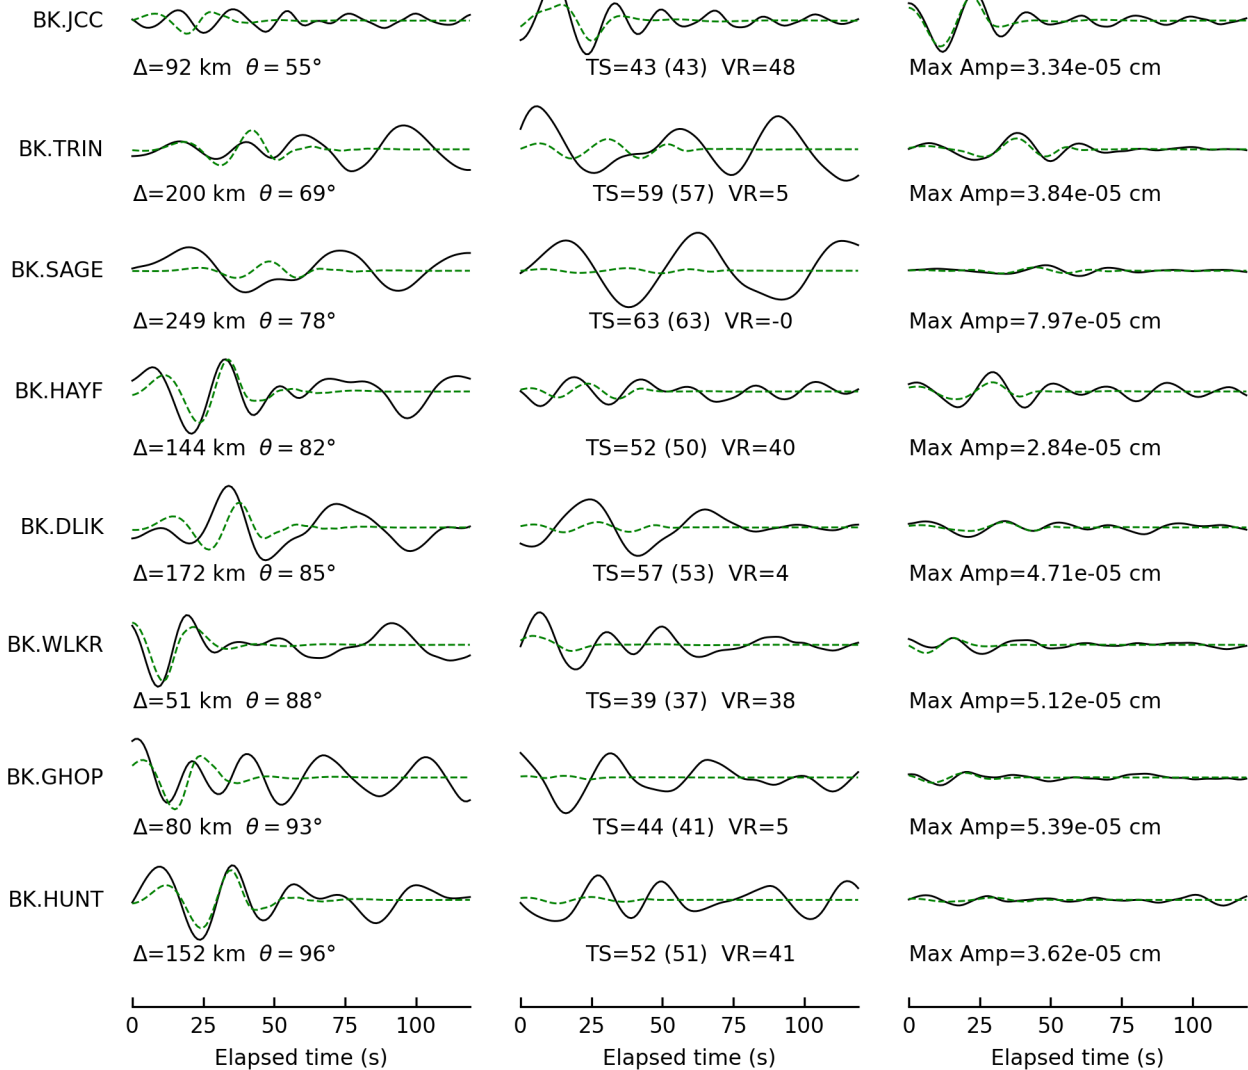 BK.JCC
Δ=92 km θ = 55° TS=43 (43) VR=48 Max Amp=3.34e-05 cm
BK.TRIN
Δ=200 km θ = 69° TS=59 (57) VR=5 Max Amp=3.84e-05 cm
BK.SAGE
Δ=249 km θ = 78° TS=63 (63) VR=-0 Max Amp=7.97e-05 cm
BK.HAYF
Δ=144 km θ = 82° TS=52 (50) VR=40 Max Amp=2.84e-05 cm
BK.DLIK
Δ=172 km θ = 85° TS=57 (53) VR=4 Max Amp=4.71e-05 cm
BK.WLKR
Δ=51 km θ = 88° TS=39 (37) VR=38 Max Amp=5.12e-05 cm
BK.GHOP
Δ=80 km θ = 93° TS=44 (41) VR=5 Max Amp=5.39e-05 cm
BK.HUNT
Δ=152 km θ = 96° TS=52 (51) VR=41 Max Amp=3.62e-05 cm
0 25 50 75 100 0 25 50 75 100 0 25 50 75 100
Elapsed time (s) Elapsed time (s) Elapsed time (s)